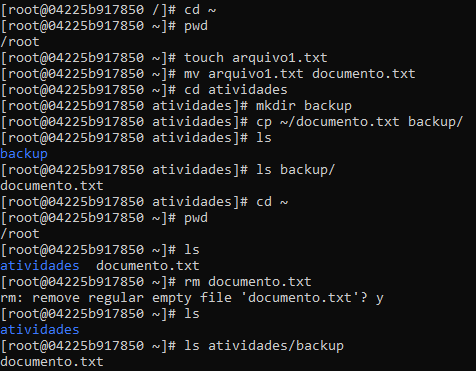 [root@04225b917850 /]# cd ~
[root@04225b917850 ~]# pwd
/root
[root@04225b917850 ~]# touch arquivo1.txt
[root@04225b917850 ~]# mv arquivo1.txt documento.txt
[root@04225b917850 ~]# cd atividades
[root@04225b917850 atividades]# mkdir backup
[root@04225b917850 atividades]# cp ~/documento.txt backup/
[root@04225b917850 atividades]# ls
backup
[root@04225b917850 atividades]# ls backup/
documento.txt
[root@04225b917850 atividades]# cd ~
[root@04225b917850 ~]# pwd
/root
[root@04225b917850 ~]# ls
atividades  documento.txt
[root@04225b917850 ~]# rm documento.txt
rm: remove regular empty file 'documento.txt'? y
[root@04225b917850 ~]# ls
atividades
[root@04225b917850 ~]# ls atividades/backup
documento.txt